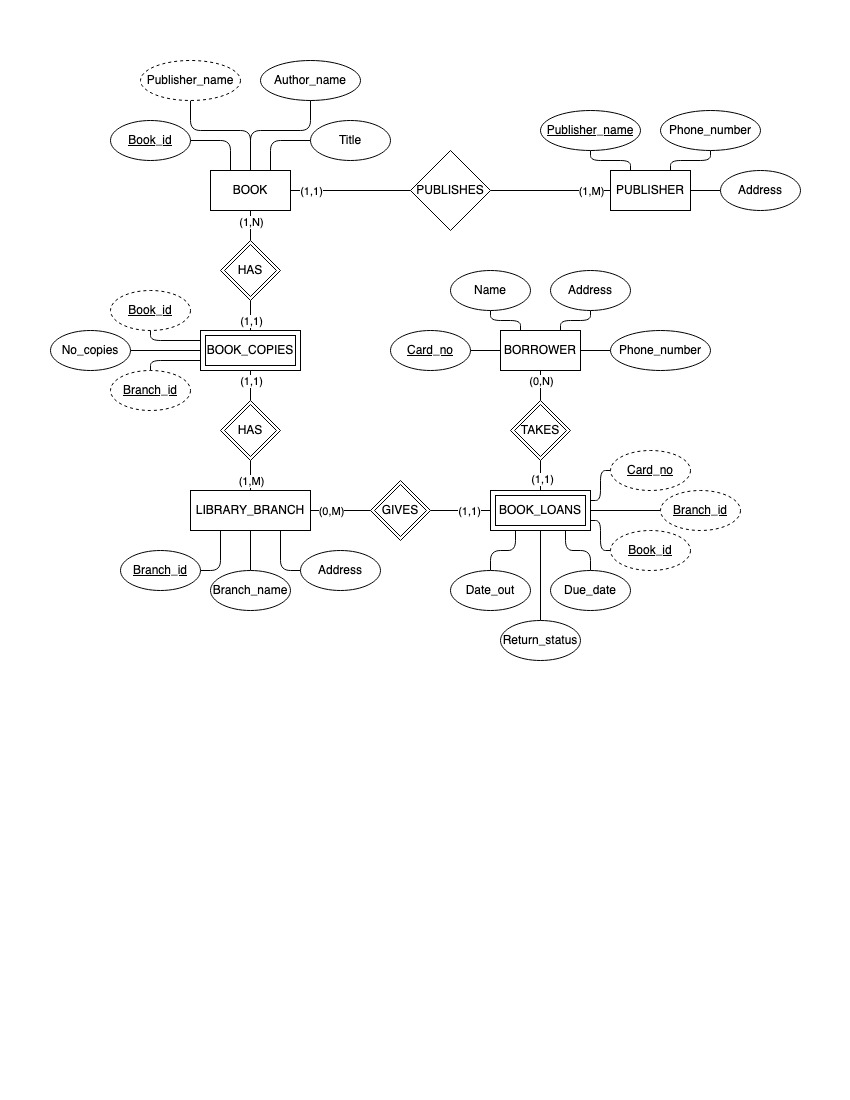 Publisher_name
Author_name
Book_id
Title
Publisher_name
Phone_number
BOOK
(1,1)
PUBLISHES
(1,M)
PUBLISHER
Address
(1,N)
HAS
(1,1)
Book_id
No_copies
BOOK_COPIES
Branch_id
(1,1)
HAS
(1,M)
Name
Address
Card_no
BORROWER
Phone_number
(0,N)
TAKES
(1,1)
LIBRARY_BRANCH
(0,M)
GIVES
(1,1)
BOOK_LOANS
Card_no
Branch_id
Book_id
Branch_id
Branch_name
Address
Date_out
Due_date
Return_status